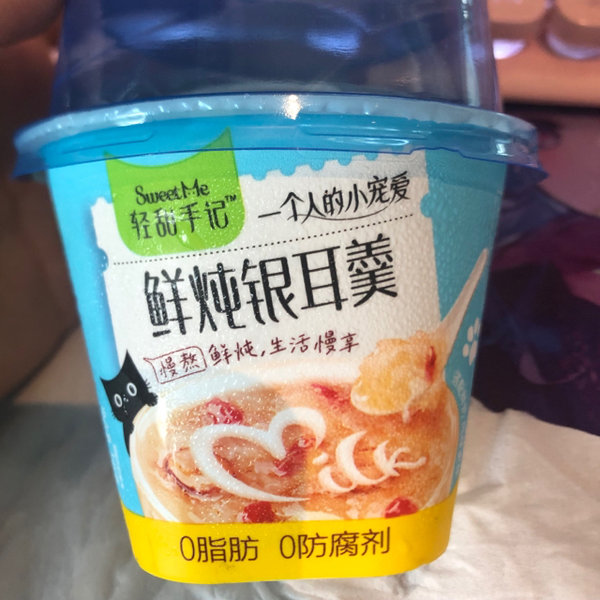 SweetMe
轻甜手记™
一个人的小宠爱
鲜炖银耳羹
慢熬 鲜炖,生活慢享
0脂肪 0防腐剂